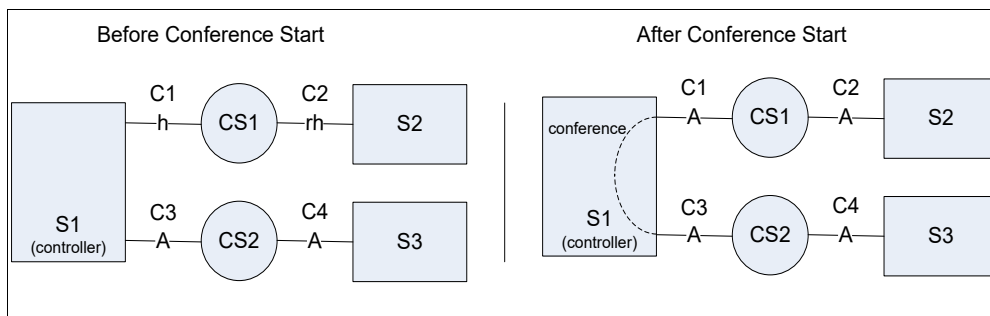 Before Conference Start
After Conference Start
C1
h
CS1
C2
rh
S2
S1
(controller)
C3
A
CS2
C4
A
S3
conference
C1
A
CS1
C2
A
S2
S1
(controller)
C3
A
CS2
C4
A
S3